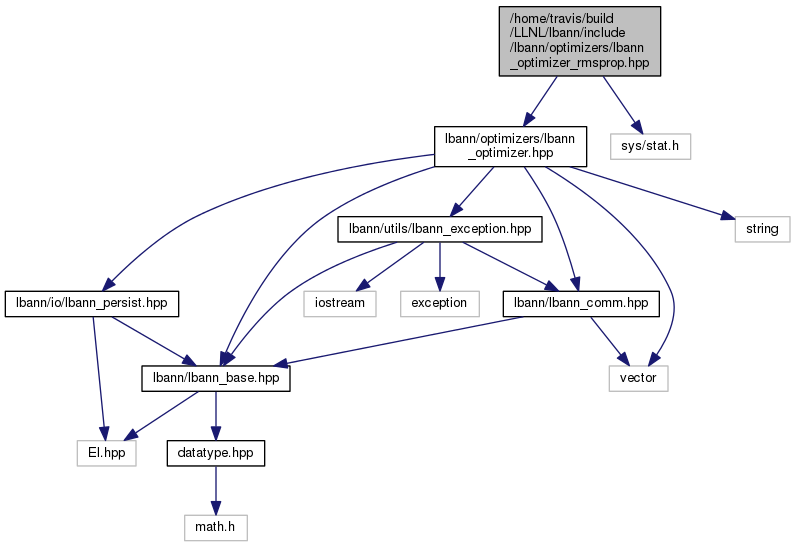 /home/travis/build
/LLNL/lbann/include
/lbann/optimizers/lbann
_optimizer_rmsprop.hpp
lbann/optimizers/lbann
_optimizer.hpp
sys/stat.h
lbann/utils/lbann_exception.hpp
string
lbann/io/lbann_persist.hpp
iostream
exception
lbann/lbann_comm.hpp
lbann/lbann_base.hpp
vector
El.hpp
datatype.hpp
math.h